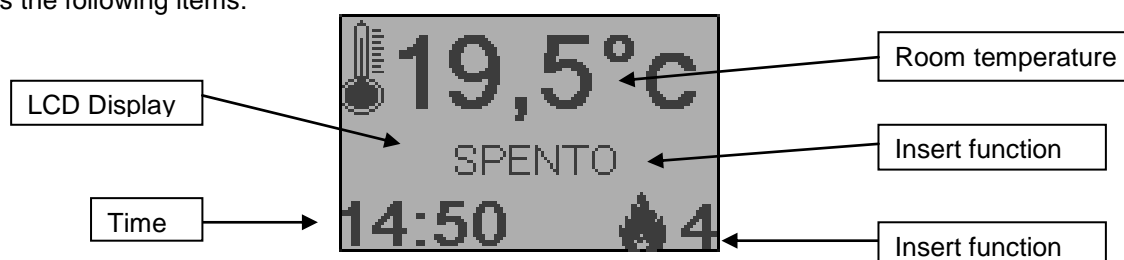 s the following items.
19,5°c
Room temperature
LCD Display
SPENTO
Insert function
Time
14:50
4
Insert function